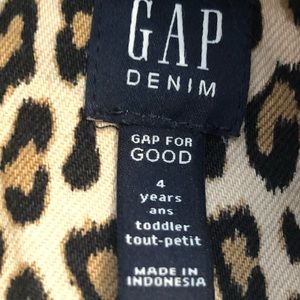 GAP
DENIM
GAP FOR
GOOD
4
years
ans
toddler
tout-petit
MADE IN
INDONESIA